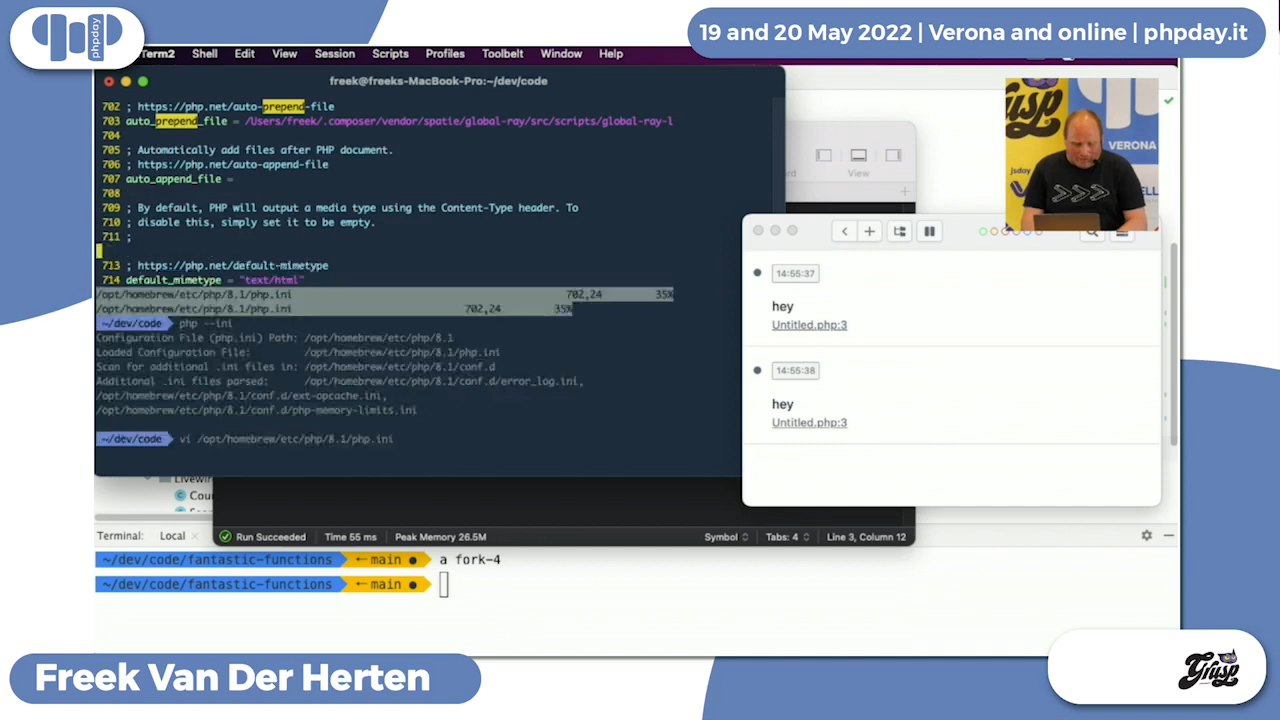 phpday
19 and 20 May 2022 | Verona and online | phpday.it
Term2 Shell Edit View Session Scripts Profiles Toolbelt Window Help
freek@freeks-MacBook-Pro:~/dev/code
702 ; https://php.net/auto-prepend-file
703 auto_prepend_file = /Users/freek/.composer/vendor/spatie/global-ray/src/scripts/global-ray-l
704
705 ; Automatically add files after PHP document.
706 ; https://php.net/auto-append-file
707 auto_append_file =
708
709 ; By default, PHP will output a media type using the Content-Type header. To
710 ; disable this, simply set it to be empty.
711 ;
713 ; https://php.net/default-mimetype
714 default_mimetype = "text/html"
/opt/homebrew/etc/php/8.1/php.ini 702,24 35%
/opt/homebrew/etc/php/8.1/php.ini 702,24 35%
~/dev/code php --ini
Configuration File (php.ini) Path: /opt/homebrew/etc/php/8.1
Loaded Configuration File: /opt/homebrew/etc/php/8.1/php.ini
Scan for additional .ini files in: /opt/homebrew/etc/php/8.1/conf.d
Additional .ini files parsed: /opt/homebrew/etc/php/8.1/conf.d/error_log.ini,
/opt/homebrew/etc/php/8.1/conf.d/ext-opcache.ini,
/opt/homebrew/etc/php/8.1/conf.d/php-memory-limits.ini
~/dev/code vi /opt/homebrew/etc/php/8.1/php.ini
View
Grusp
VERONA
jsday
14:55:37
hey
Untitled.php:3
14:55:38
hey
Untitled.php:3
Livewir
Cou
Run Succeeded Time 55 ms Peak Memory 26.5M Symbol Tabs: 4 Line 3, Column 12
Terminal: Local
~/dev/code/fantastic-functions main a fork-4
~/dev/code/fantastic-functions main
Freek Van Der Herten
Grusp